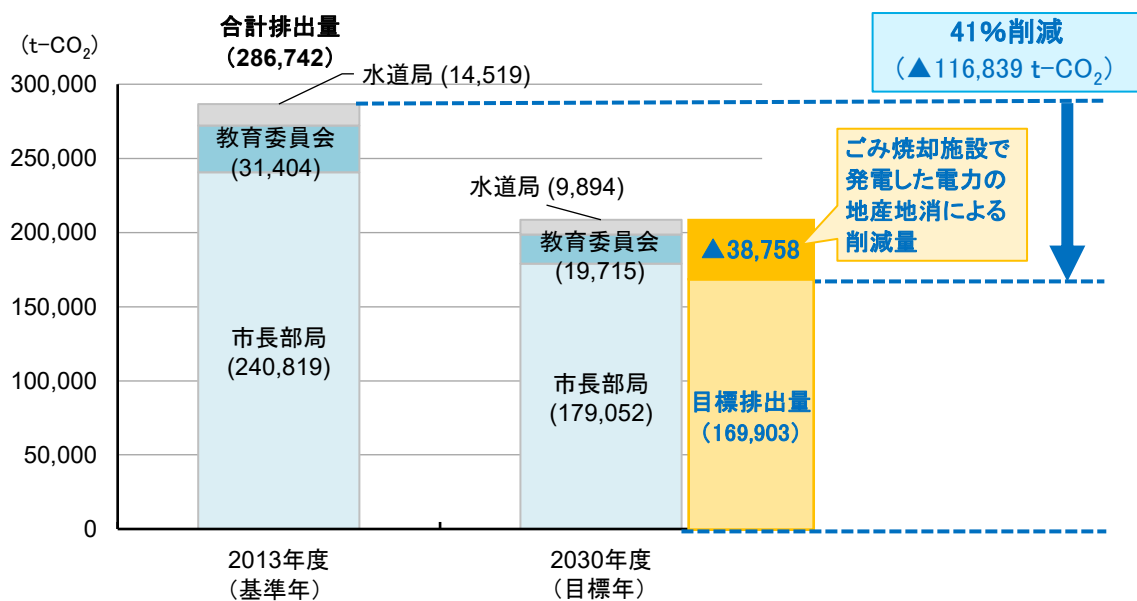 合計排出量
(286,742)
(t-CO₂)
41%削減
(▲116,839 t-CO₂)
水道局 (14,519)
教育委員会
(31,404)
市長部局
(240,819)
水道局 (9,894)
教育委員会
(19,715)
市長部局
(179,052)
▲38,758
目標排出量
(169,903)
ごみ焼却施設で
発電した電力の
地産地消による
削減量
300,000
250,000
200,000
150,000
100,000
50,000
0
2013年度
(基準年)
2030年度
(目標年)